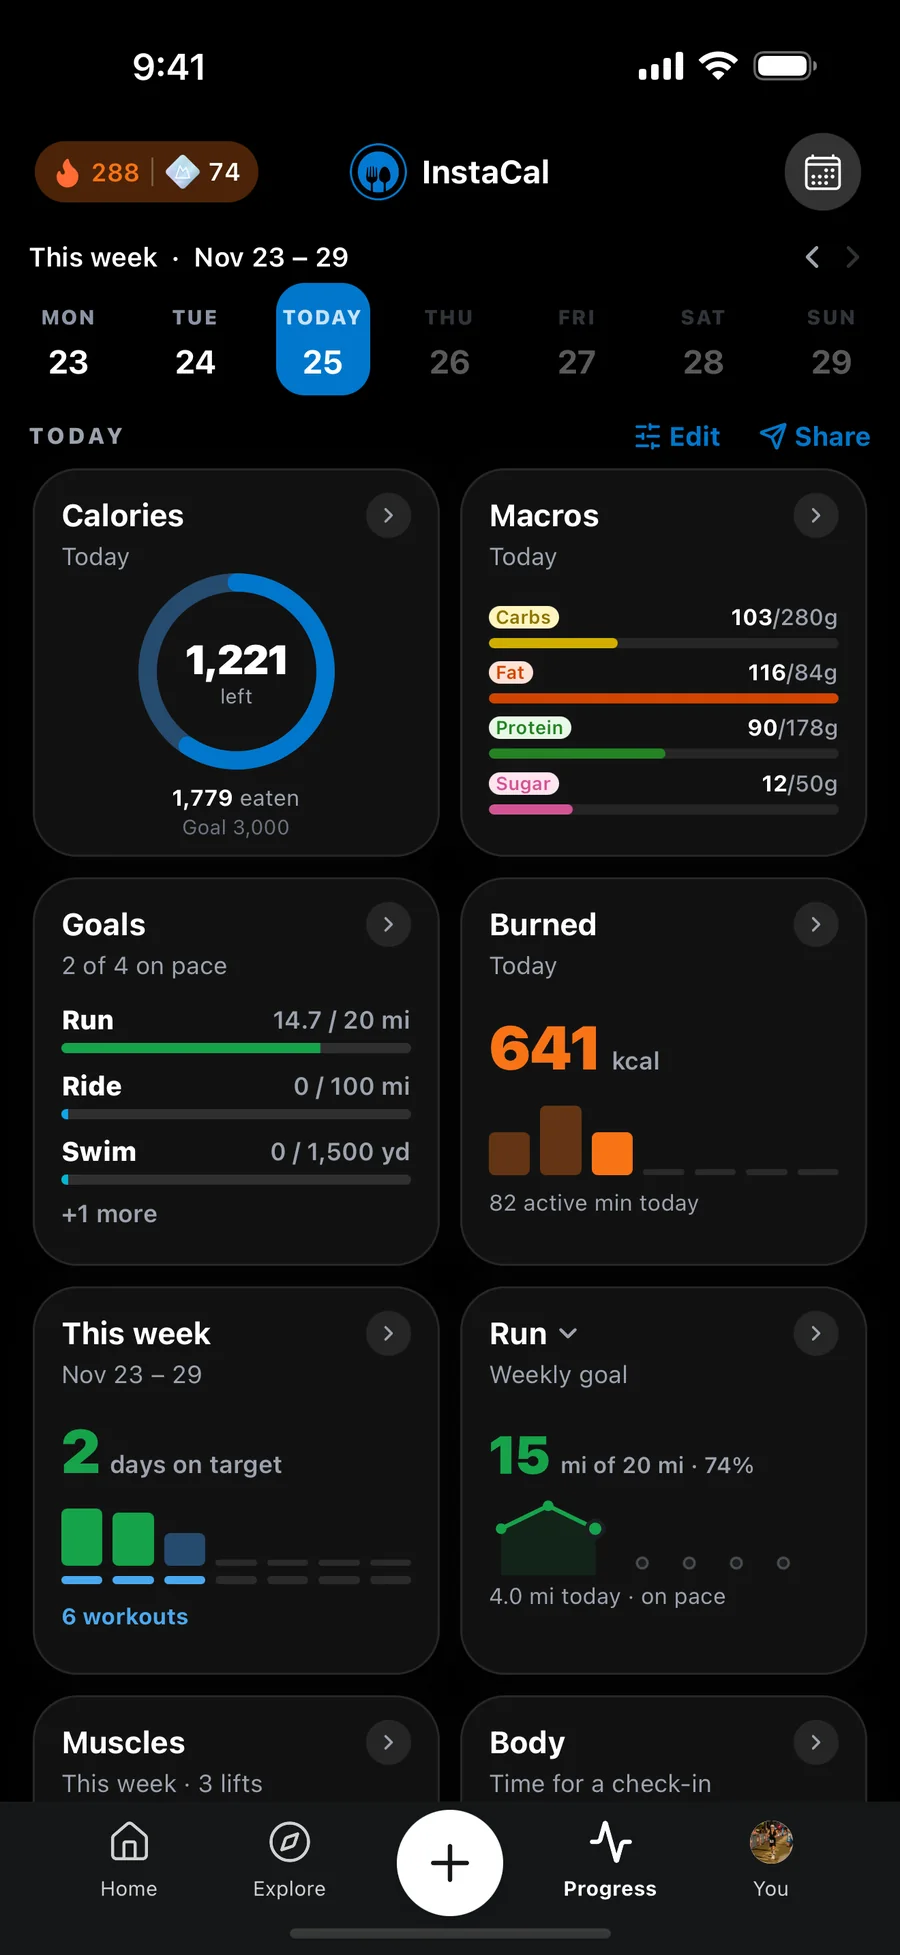 9:41
288 74
InstaCal
This week · Nov 23 – 29
MON TUE TODAY THU FRI SAT SUN
23 24 25 26 27 28 29
TODAY
Edit Share
Calories
Today
1,221
left
1,779 eaten
Goal 3,000
Macros
Today
Carbs 103/280g
Fat 116/84g
Protein 90/178g
Sugar 12/50g
Goals
2 of 4 on pace
Run 14.7 / 20 mi
Ride 0 / 100 mi
Swim 0 / 1,500 yd
+1 more
Burned
Today
641 kcal
82 active min today
This week
Nov 23 – 29
2 days on target
6 workouts
Run
Weekly goal
15 mi of 20 mi · 74%
4.0 mi today · on pace
Muscles
This week · 3 lifts
Body
Time for a check-in
Home Explore Progress You